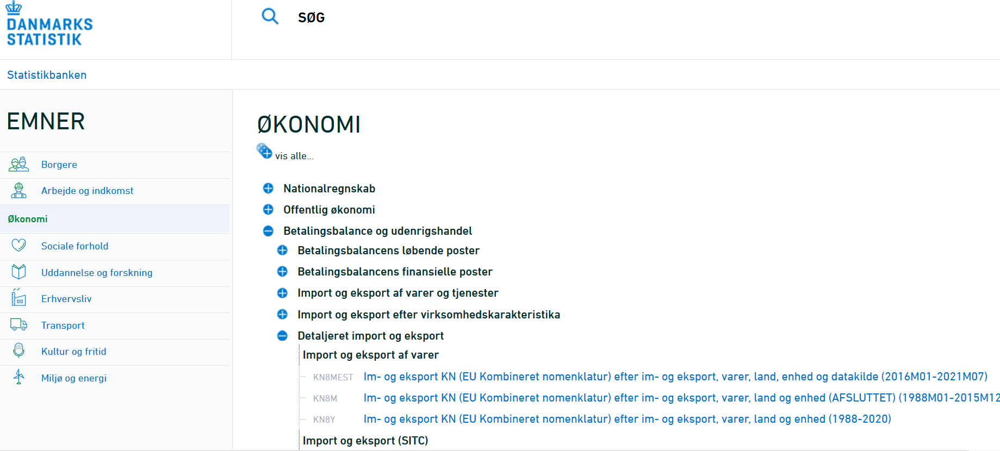 DANMARKS
STATISTIK
SØG
Statistikbanken
EMNER
Borgere
Arbejde og indkomst
Økonomi
Sociale forhold
Uddannelse og forskning
Erhvervsliv
Transport
Kultur og fritid
Miljø og energi
ØKONOMI
vis alle...
Nationalregnskab
Offentlig økonomi
Betalingsbalance og udenrigshandel
Betalingsbalancens løbende poster
Betalingsbalancens finansielle poster
Import og eksport af varer og tjenester
Import og eksport efter virksomhedskarakteristika
Detaljeret import og eksport
Import og eksport af varer
KN8MEST Im- og eksport KN (EU Kombineret nomenklatur) efter im- og eksport, varer, land, enhed og datakilde (2016M01-2021M07)
KN8M Im- og eksport KN (EU Kombineret nomenklatur) efter im- og eksport, varer, land og enhed (AFSLUTTET) (1988M01-2015M12
KN8Y Im- og eksport KN (EU Kombineret nomenklatur) efter im- og eksport, varer, land og enhed (1988-2020)
Import og eksport (SITC)